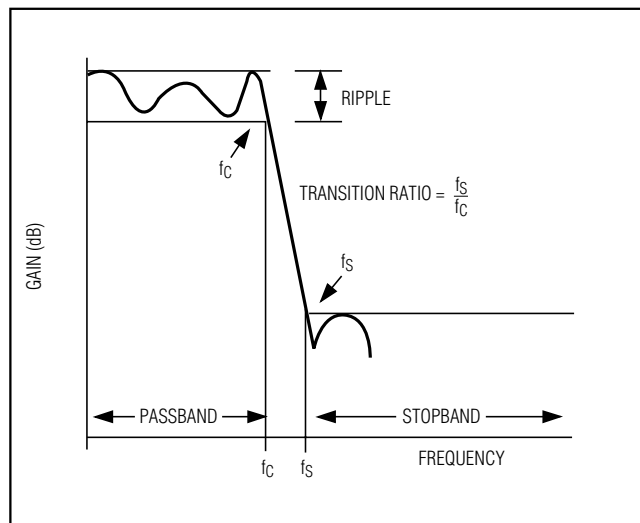 RIPPLE
fC
TRANSITION RATIO = fS
fC
fS
GAIN (dB)
PASSBAND
STOPBAND
fC
fS
FREQUENCY